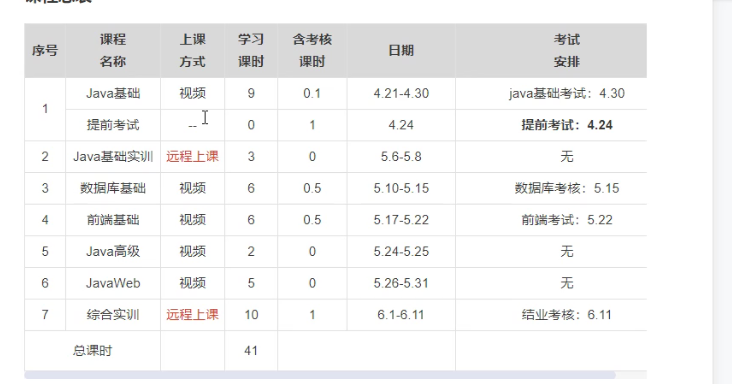 序号 课程名称 上课方式 学习课时 含考核课时 日期 考试安排
1 Java基础 视频 9 0.1 4.21-4.30 java基础考试：4.30
提前考试 -- 0 1 4.24 提前考试：4.24
2 Java基础实训 远程上课 3 0 5.6-5.8 无
3 数据库基础 视频 6 0.5 5.10-5.15 数据库考核：5.15
4 前端基础 视频 6 0.5 5.17-5.22 前端考试：5.22
5 Java高级 视频 2 0 5.24-5.25 无
6 JavaWeb 视频 5 0 5.26-5.31 无
7 综合实训 远程上课 10 1 6.1-6.11 结业考核：6.11
总课时 41